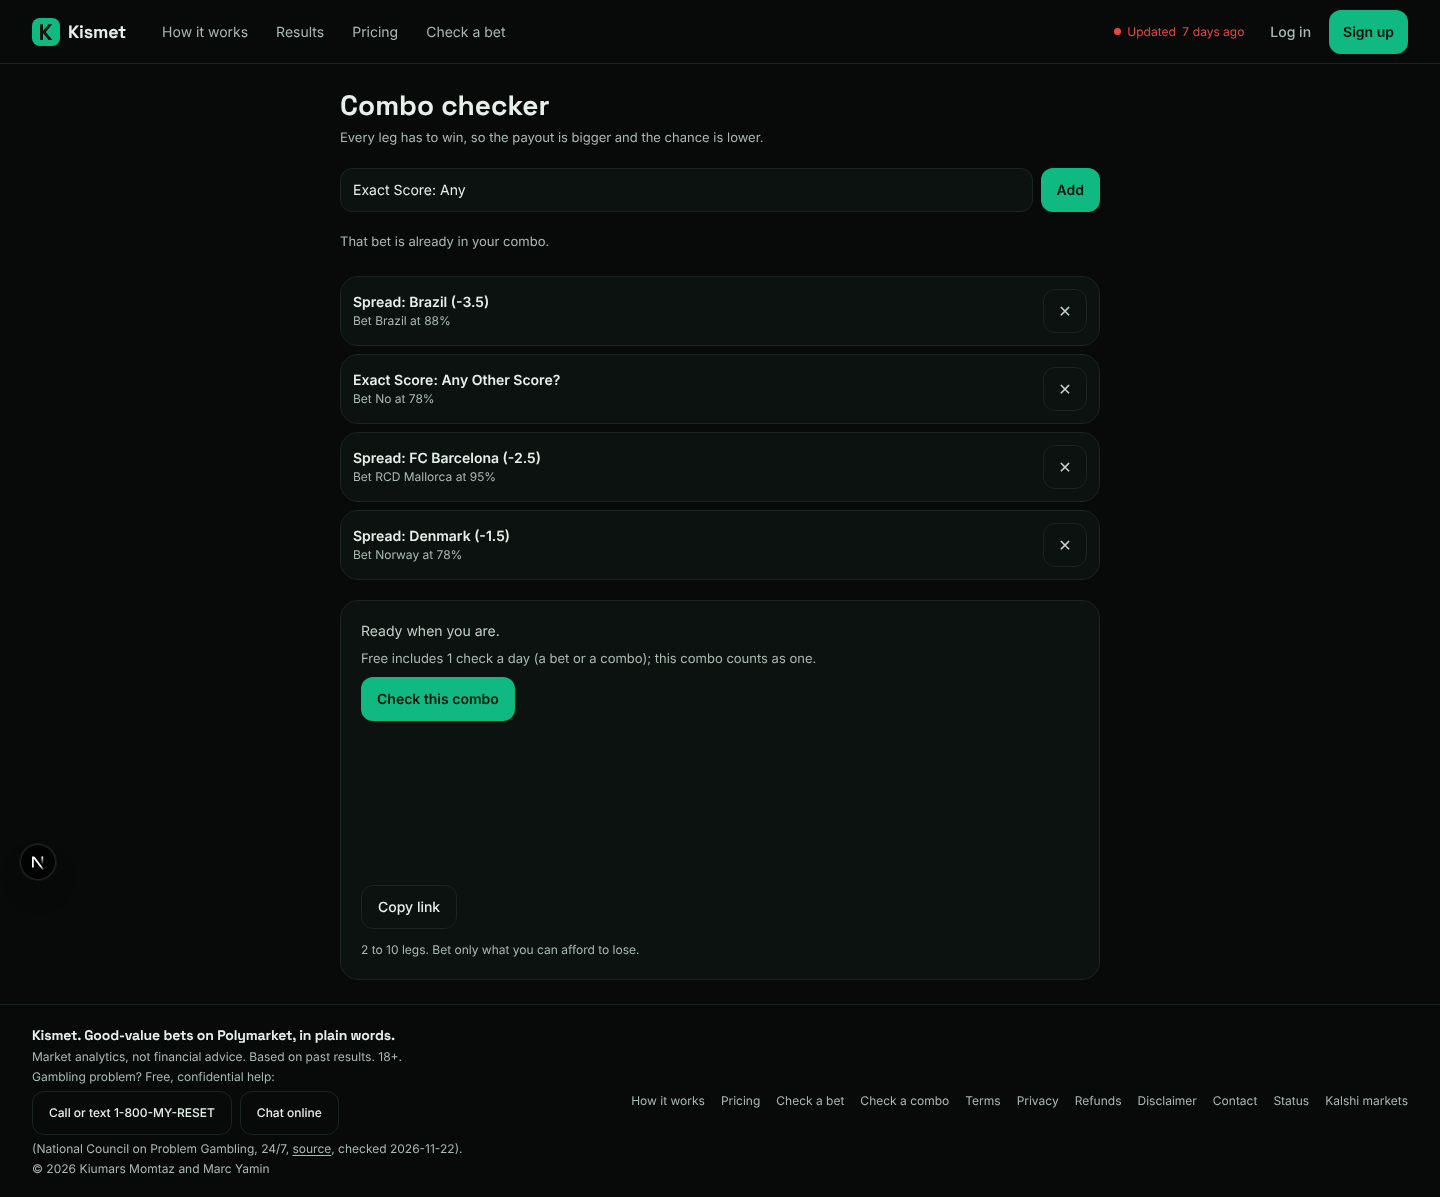 K Kismet How it works Results Pricing Check a bet Updated 7 days ago Log in Sign up
Combo checker
Every leg has to win, so the payout is bigger and the chance is lower.
Exact Score: Any Add
That bet is already in your combo.
Spread: Brazil (-3.5)
Bet Brazil at 88%
✕
Exact Score: Any Other Score?
Bet No at 78%
✕
Spread: FC Barcelona (-2.5)
Bet RCD Mallorca at 95%
✕
Spread: Denmark (-1.5)
Bet Norway at 78%
✕
Ready when you are.
Free includes 1 check a day (a bet or a combo); this combo counts as one.
Check this combo
N
Copy link
2 to 10 legs. Bet only what you can afford to lose.
Kismet. Good-value bets on Polymarket, in plain words.
Market analytics, not financial advice. Based on past results. 18+.
Gambling problem? Free, confidential help:
Call or text 1-800-MY-RESET Chat online
(National Council on Problem Gambling, 24/7, source, checked 2026-11-22).
© 2026 Kiumars Momtaz and Marc Yamin
How it works Pricing Check a bet Check a combo Terms Privacy Refunds Disclaimer Contact Status Kalshi markets